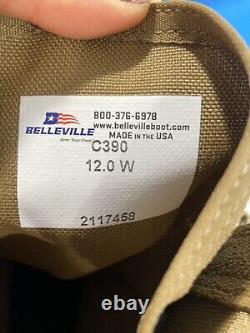 800-376-6978
www.bellevilleboot.com
MADE IN THE USA
BELLEVILLE
Arm Your Feet
C390
12.0 W
2117458